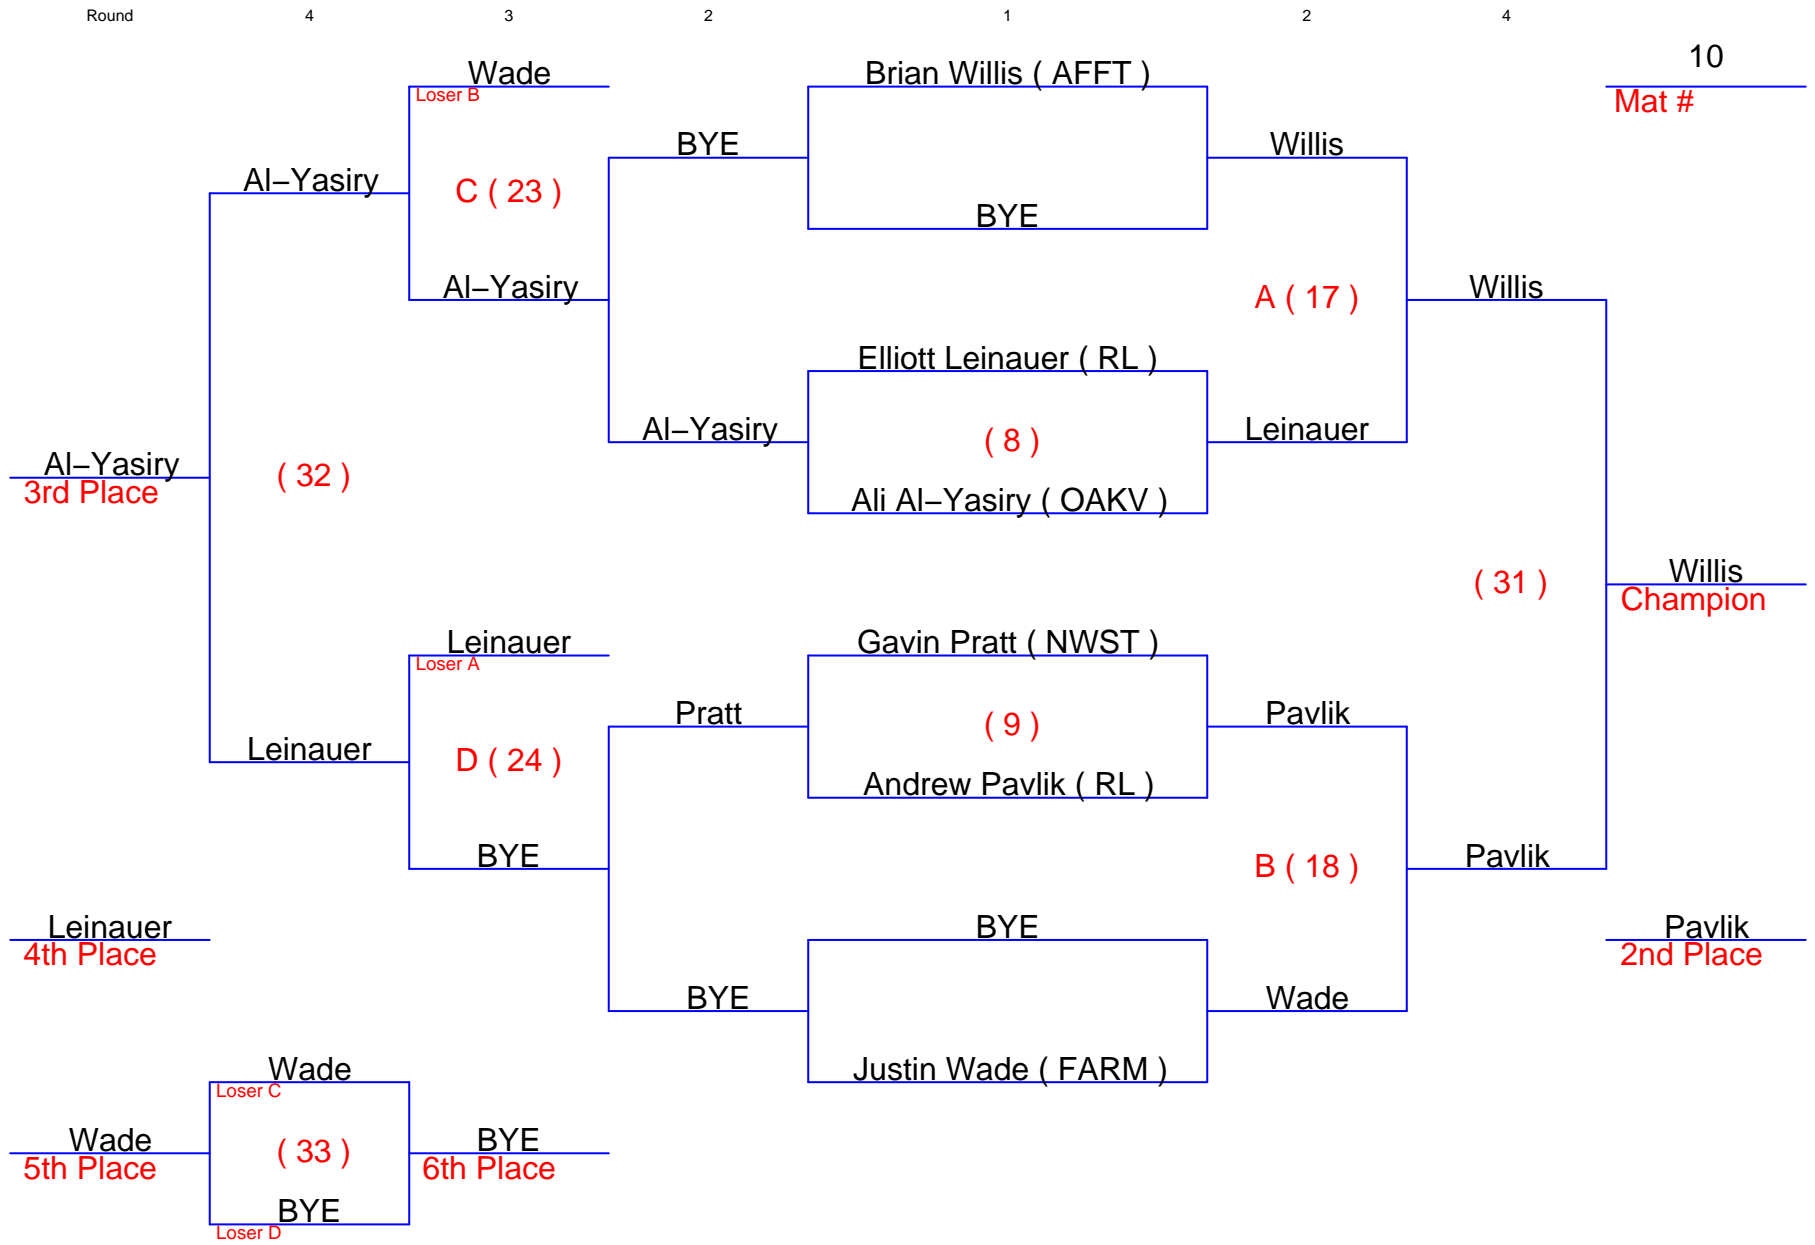 Round 4 3 2 1 2 4
10
Mat #
Wade
Loser B
Brian Willis ( AFFT )
BYE
Willis
Al−Yasiry
C ( 23 )
BYE
Al−Yasiry
A ( 17 )
Willis
Elliott Leinauer ( RL )
Al−Yasiry
( 8 )
Leinauer
Al−Yasiry
3rd Place
( 32 )
Ali Al−Yasiry ( OAKV )
( 31 )
Willis
Champion
Leinauer
Loser A
Gavin Pratt ( NWST )
Pratt
( 9 )
Pavlik
Leinauer
D ( 24 )
Andrew Pavlik ( RL )
BYE
B ( 18 )
Pavlik
Leinauer
4th Place
BYE
Pavlik
2nd Place
BYE
Wade
Wade
Loser C
Justin Wade ( FARM )
Wade
5th Place
( 33 )
BYE
6th Place
BYE
Loser D